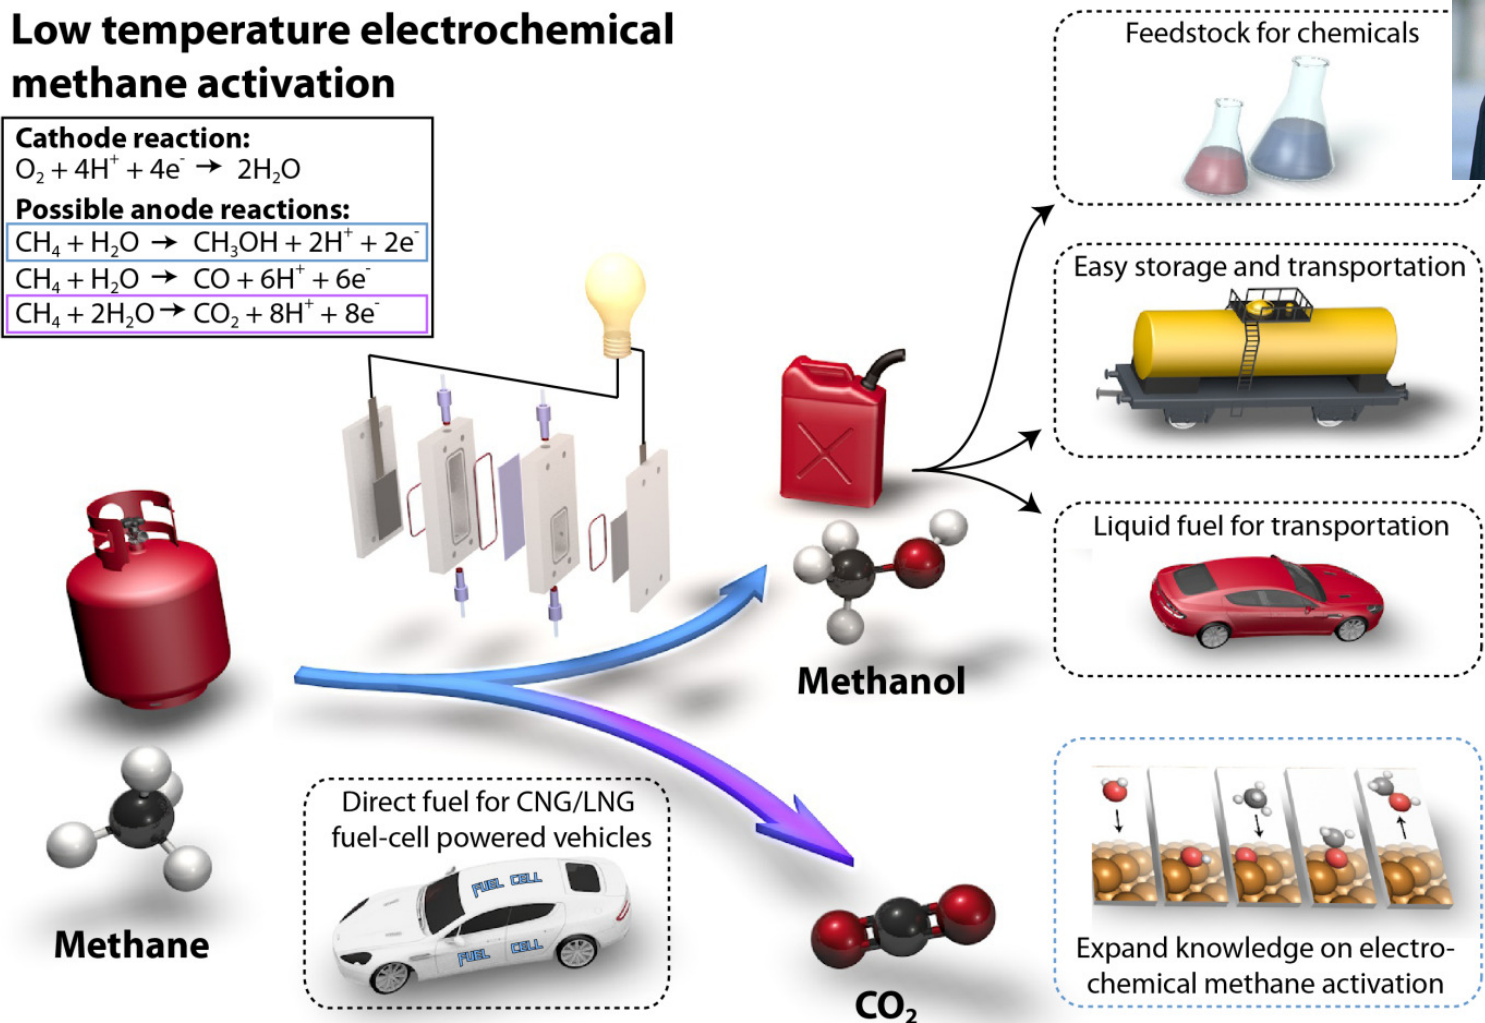 Low temperature electrochemical
methane activation
Cathode reaction:
O₂ + 4H⁺ + 4e⁻ → 2H₂O
Possible anode reactions:
CH₄ + H₂O → CH₃OH + 2H⁺ + 2e⁻
CH₄ + H₂O → CO + 6H⁺ + 6e⁻
CH₄ + 2H₂O → CO₂ + 8H⁺ + 8e⁻
Feedstock for chemicals
Easy storage and transportation
Liquid fuel for transportation
Methanol
Direct fuel for CNG/LNG
fuel-cell powered vehicles
FUEL CELL
FUEL CELL
Methane
CO₂
Expand knowledge on electro-
chemical methane activation